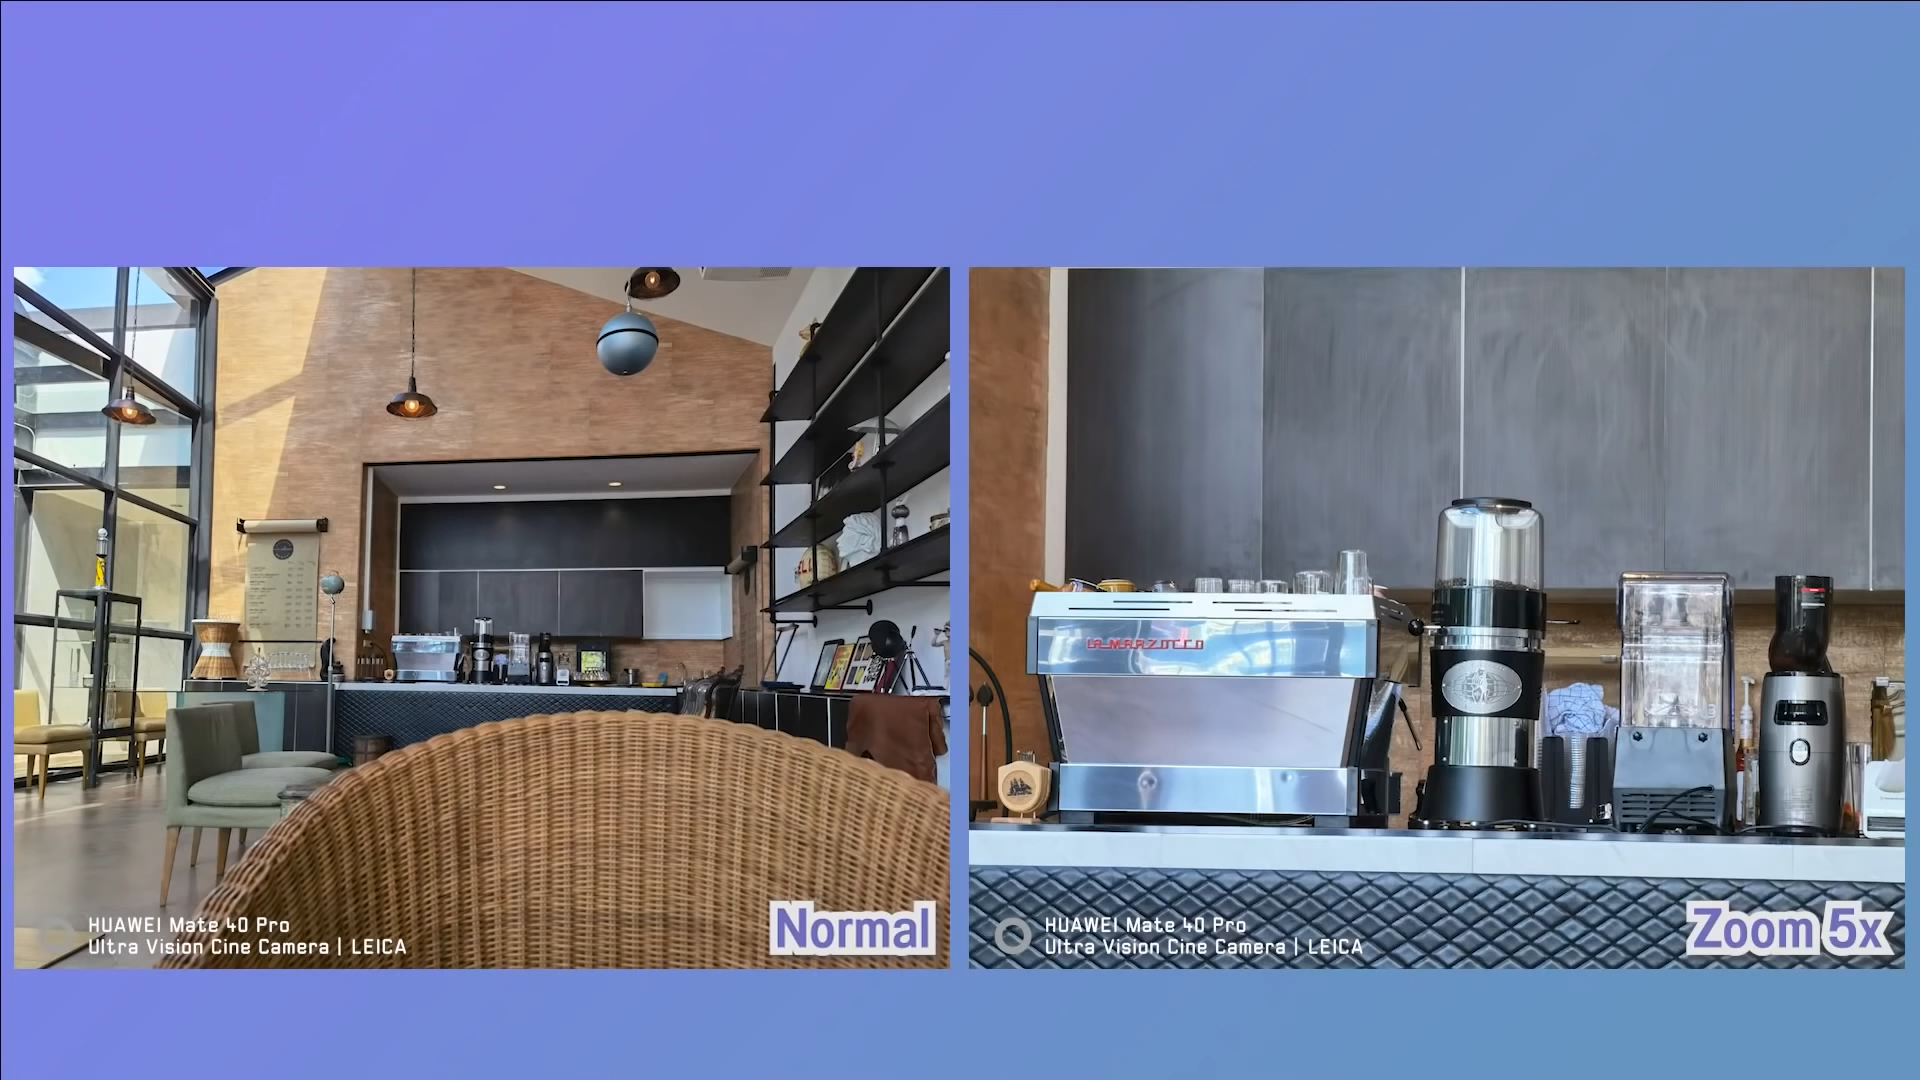 HUAWEI Mate 40 Pro
Ultra Vision Cine Camera | LEICA
Normal
LA MARZOCCO
HUAWEI Mate 40 Pro
Ultra Vision Cine Camera | LEICA
Zoom 5x